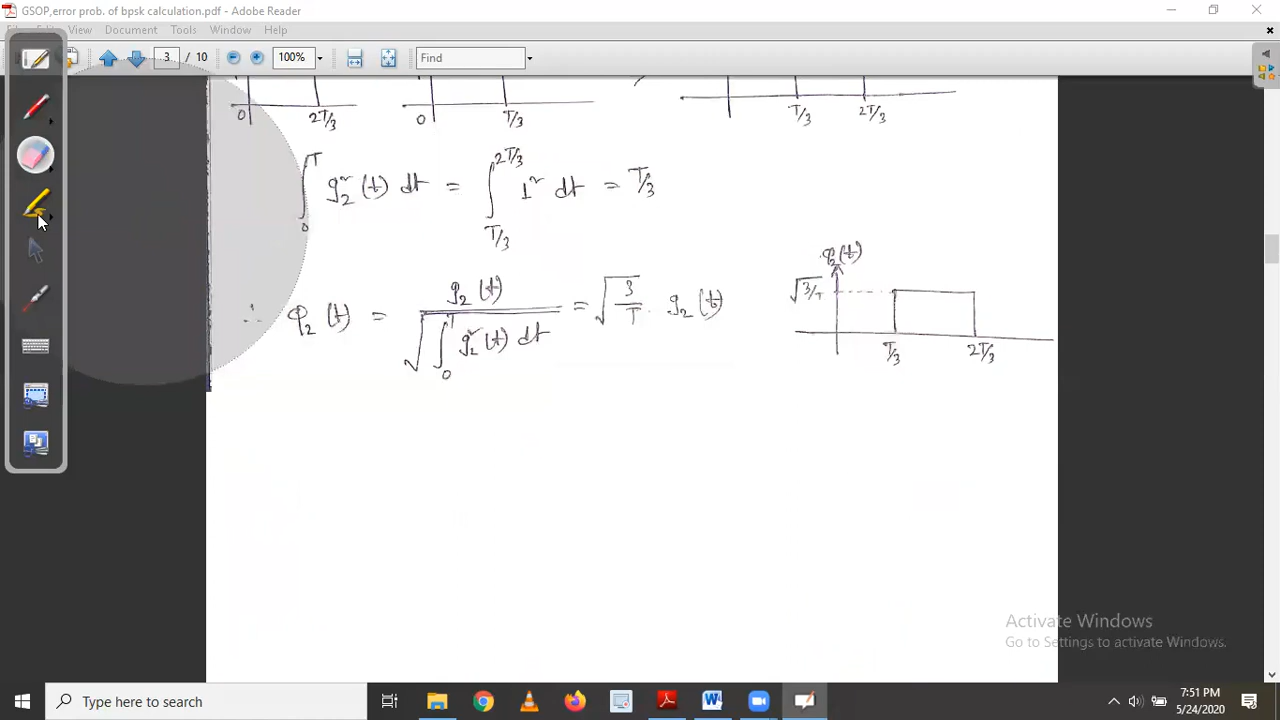 GSOP,error prob. of bpsk calculation.pdf - Adobe Reader
View Document Tools Window Help
3 / 10 100% Find
0 2T/3 0 T/3 T/3 2T/3
∫₀ᵀ g₂²(t) dt = ∫_{T/3}^{2T/3} 1² dt = T/3
∴ φ₂(t) = g₂(t) / √(∫₀ᵀ g₂²(t) dt) = √(3/T) · g₂(t)
φ₂(t)
√3/T
T/3 2T/3
Activate Windows
Go to Settings to activate Windows.
Type here to search
7:51 PM
5/24/2020